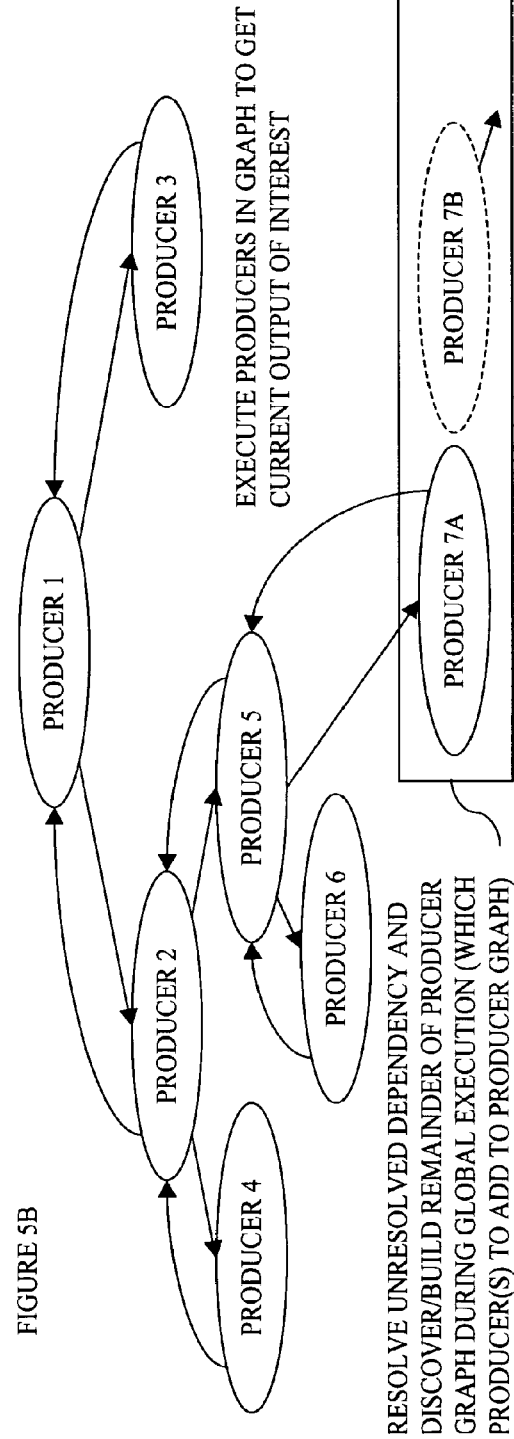 FIGURE 5B
PRODUCER 1
PRODUCER 2
PRODUCER 3
PRODUCER 4
PRODUCER 5
PRODUCER 6
EXECUTE PRODUCERS IN GRAPH TO GET
CURRENT OUTPUT OF INTEREST
PRODUCER 7A
PRODUCER 7B
RESOLVE UNRESOLVED DEPENDENCY AND
DISCOVER/BUILD REMAINDER OF PRODUCER
GRAPH DURING GLOBAL EXECUTION (WHICH
PRODUCER(S) TO ADD TO PRODUCER GRAPH)